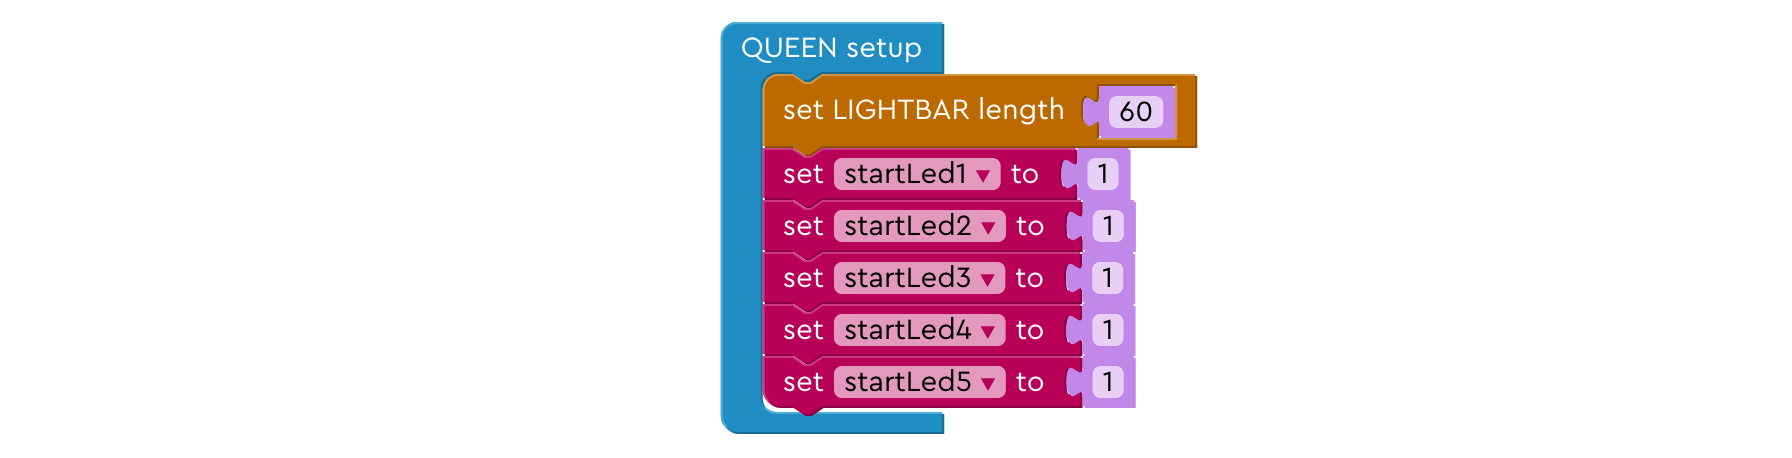 QUEEN setup
set LIGHTBAR length 60
set startLed1 to 1
set startLed2 to 1
set startLed3 to 1
set startLed4 to 1
set startLed5 to 1